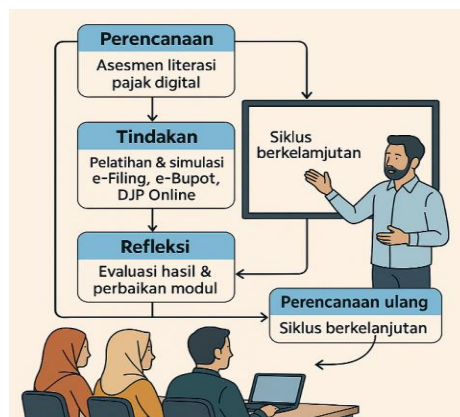 Perencanaan
Asesmen literasi
pajak digital
Tindakan
Pelatihan & simulasi
e-Filing, e-Bupot,
DJP Online
Refleksi
Evaluasi hasil &
perbaikan modul
Siklus
berkelamjutan
Perencanaan ulang
Siklus berkelanjutan